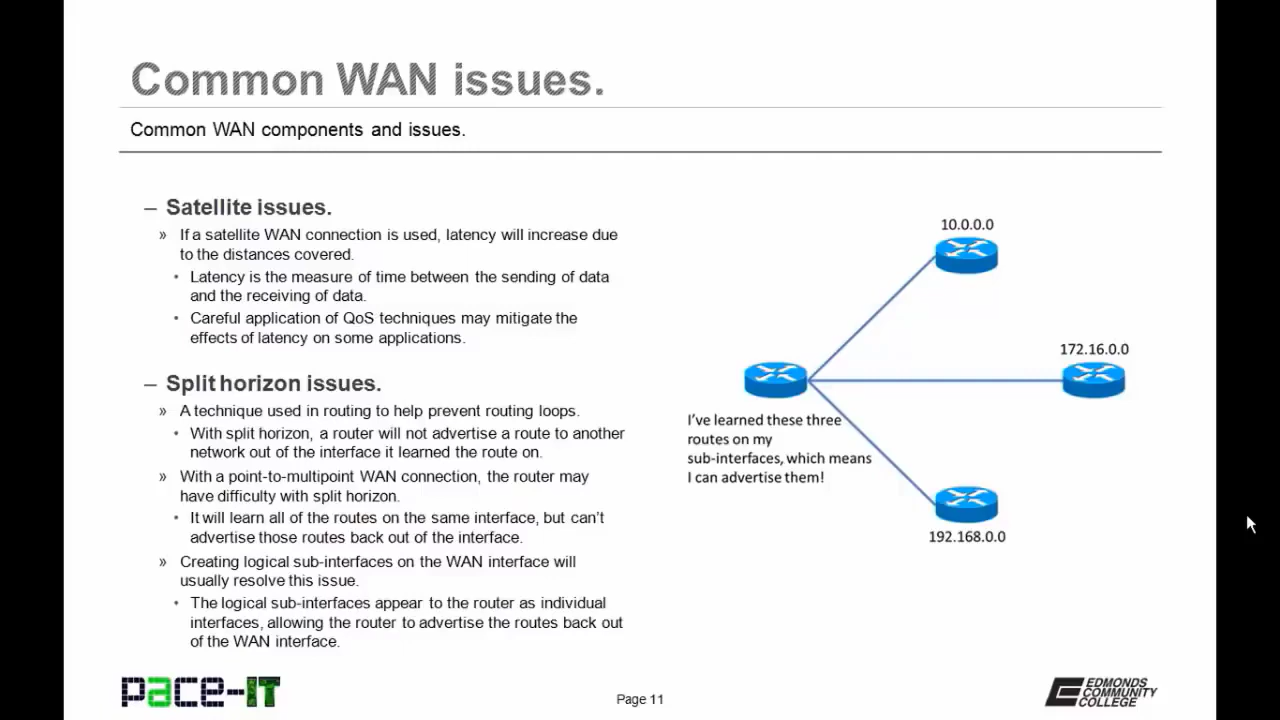 Common WAN issues.
Common WAN components and issues.
– Satellite issues.
» If a satellite WAN connection is used, latency will increase due
to the distances covered.
• Latency is the measure of time between the sending of data
and the receiving of data.
• Careful application of QoS techniques may mitigate the
effects of latency on some applications.
– Split horizon issues.
» A technique used in routing to help prevent routing loops.
• With split horizon, a router will not advertise a route to another
network out of the interface it learned the route on.
» With a point-to-multipoint WAN connection, the router may
have difficulty with split horizon.
• It will learn all of the routes on the same interface, but can't
advertise those routes back out of the interface.
» Creating logical sub-interfaces on the WAN interface will
usually resolve this issue.
• The logical sub-interfaces appear to the router as individual
interfaces, allowing the router to advertise the routes back out
of the WAN interface.
10.0.0.0
172.16.0.0
I've learned these three
routes on my
sub-interfaces, which means
I can advertise them!
192.168.0.0
pace-IT
Page 11
EDMONDS
COMMUNITY
COLLEGE